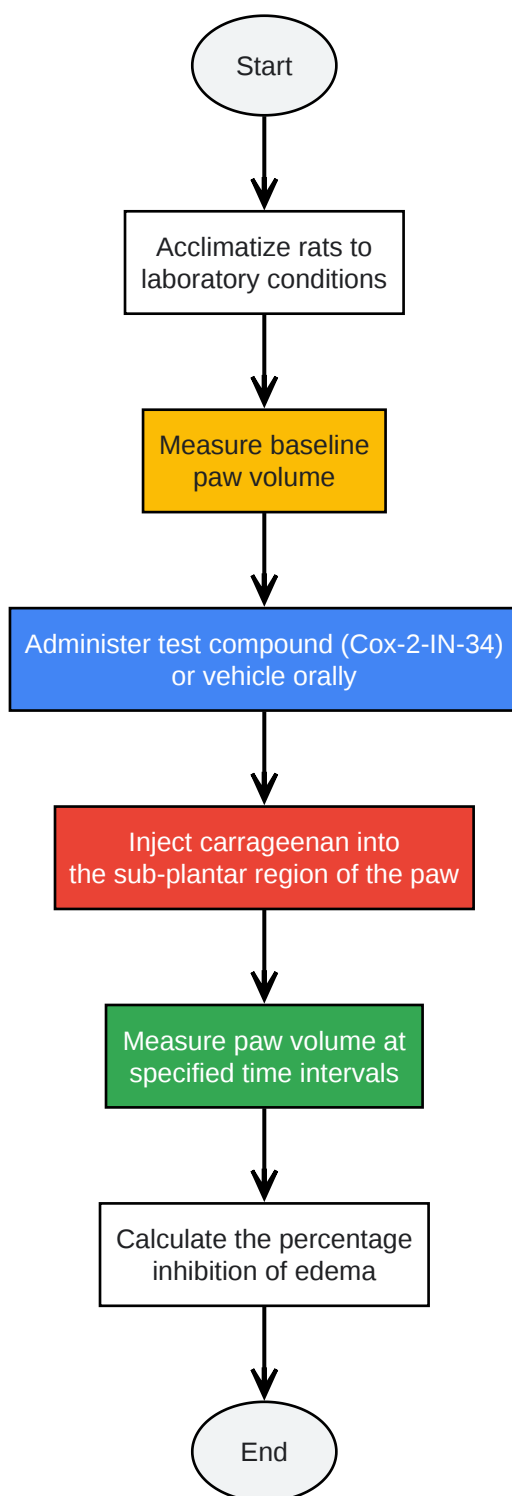 Start
Acclimatize rats to
laboratory conditions
Measure baseline
paw volume
Administer test compound (Cox-2-IN-34)
or vehicle orally
Inject carrageenan into
the sub-plantar region of the paw
Measure paw volume at
specified time intervals
Calculate the percentage
inhibition of edema
End